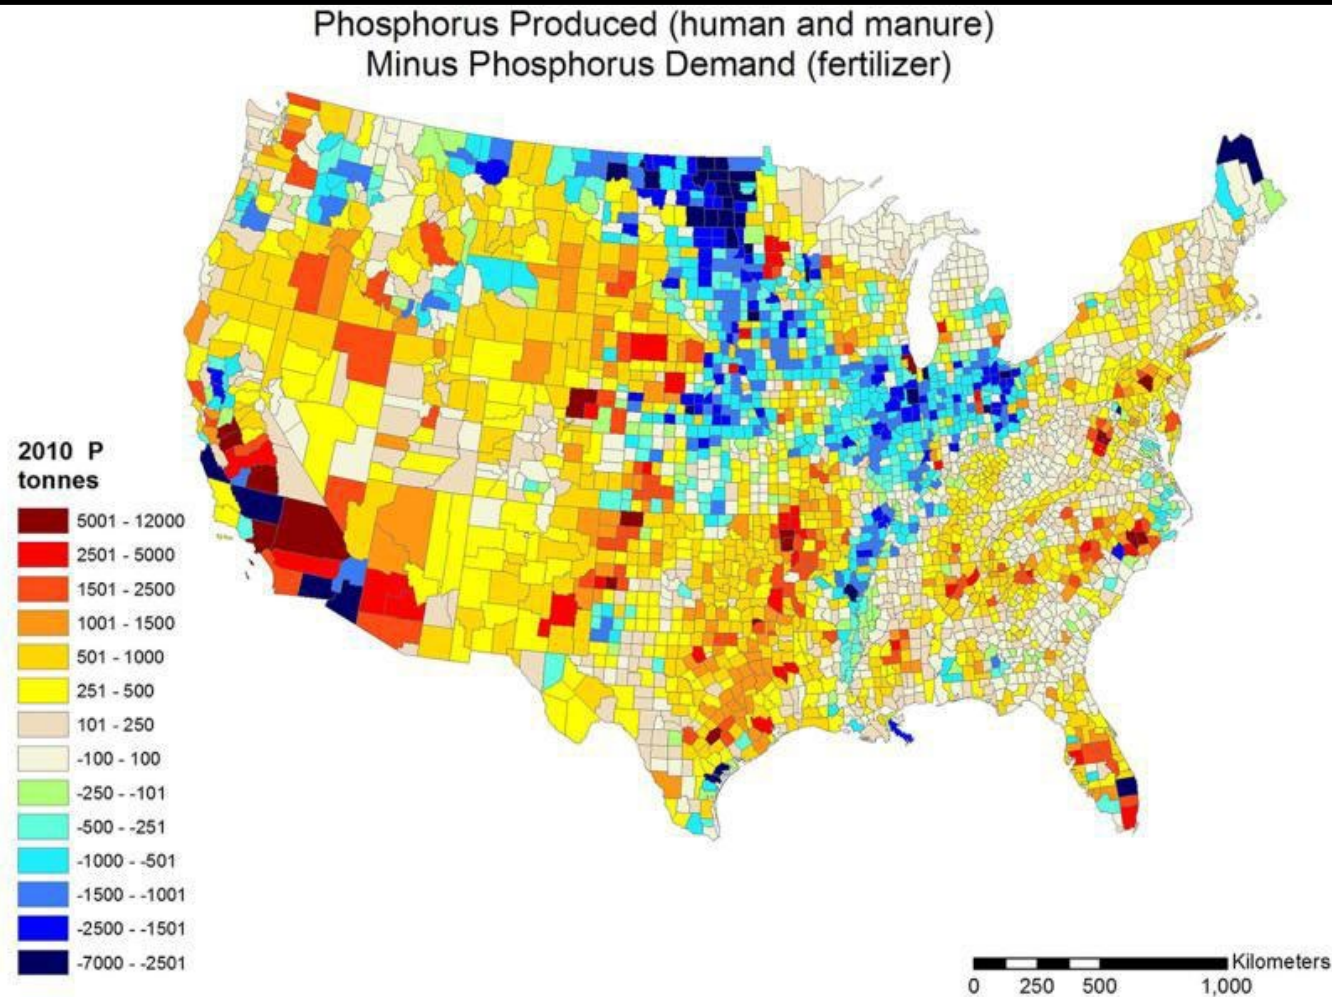 Phosphorus Produced (human and manure)
Minus Phosphorus Demand (fertilizer)
2010 P
tonnes
5001 - 12000
2501 - 5000
1501 - 2500
1001 - 1500
501 - 1000
251 - 500
101 - 250
-100 - 100
-250 - -101
-500 - -251
-1000 - -501
-1500 - -1001
-2500 - -1501
-7000 - -2501
Kilometers
0 250 500 1,000